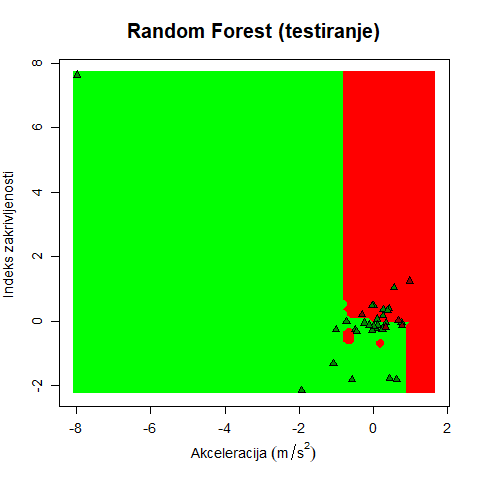 Random Forest (testiranje)
Indeks zakrivljenosti
8
6
4
2
0
-2
-8 -6 -4 -2 0 2
Akceleracija (m/s²)